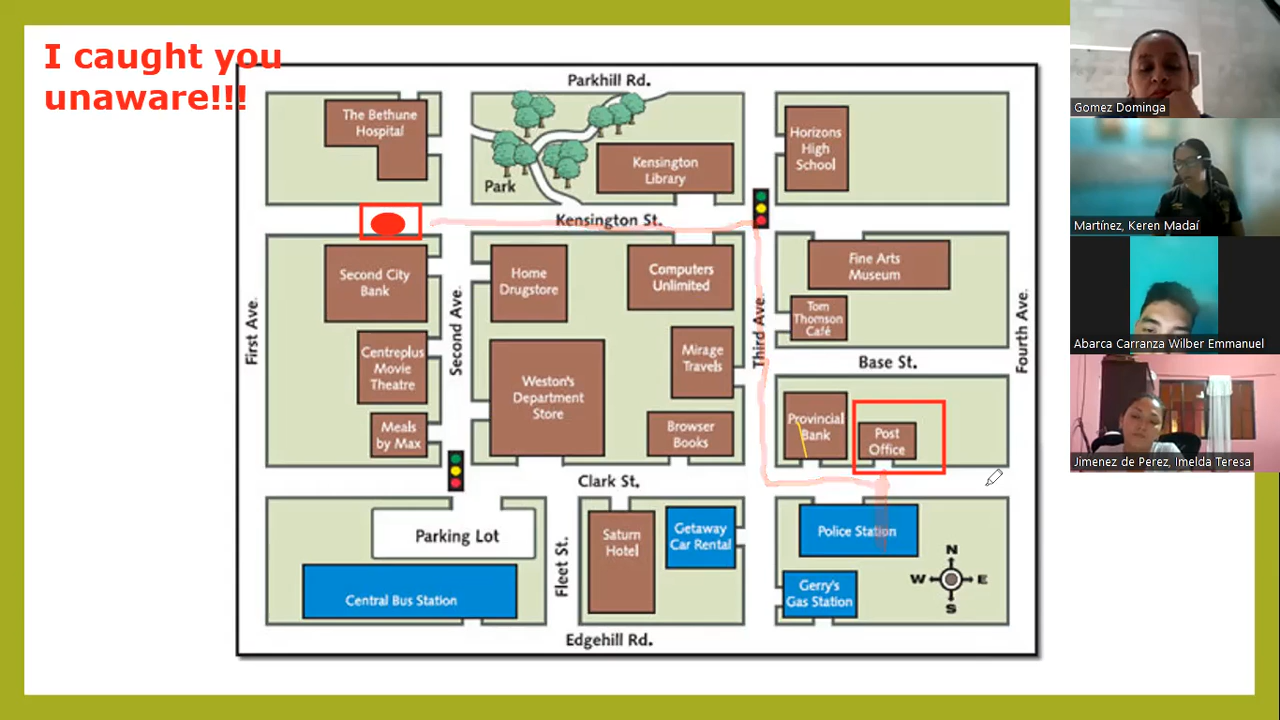 I caught you
unaware!!!
Parkhill Rd.
The Bethune
Hospital
Park
Kensington
Library
Horizons
High
School
Kensington St.
Second City
Bank
Home
Drugstore
Computers
Unlimited
Fine Arts
Museum
Tom
Thomson
Café
First Ave.
Second Ave.
Third Ave.
Fourth Ave.
Centreplus
Movie
Theatre
Weston's
Department
Store
Mirage
Travels
Base St.
Meals
by Max
Browser
Books
Provincial
Bank
Post
Office
Clark St.
Parking Lot
Fleet St.
Saturn
Hotel
Getaway
Car Rental
Police Station
Central Bus Station
Gerry's
Gas Station
N
W
E
S
Edgehill Rd.
Gomez Dominga
Martínez, Keren Madaí
Abarca Carranza Wilber Emmanuel
Jimenez de Perez, Imelda Teresa